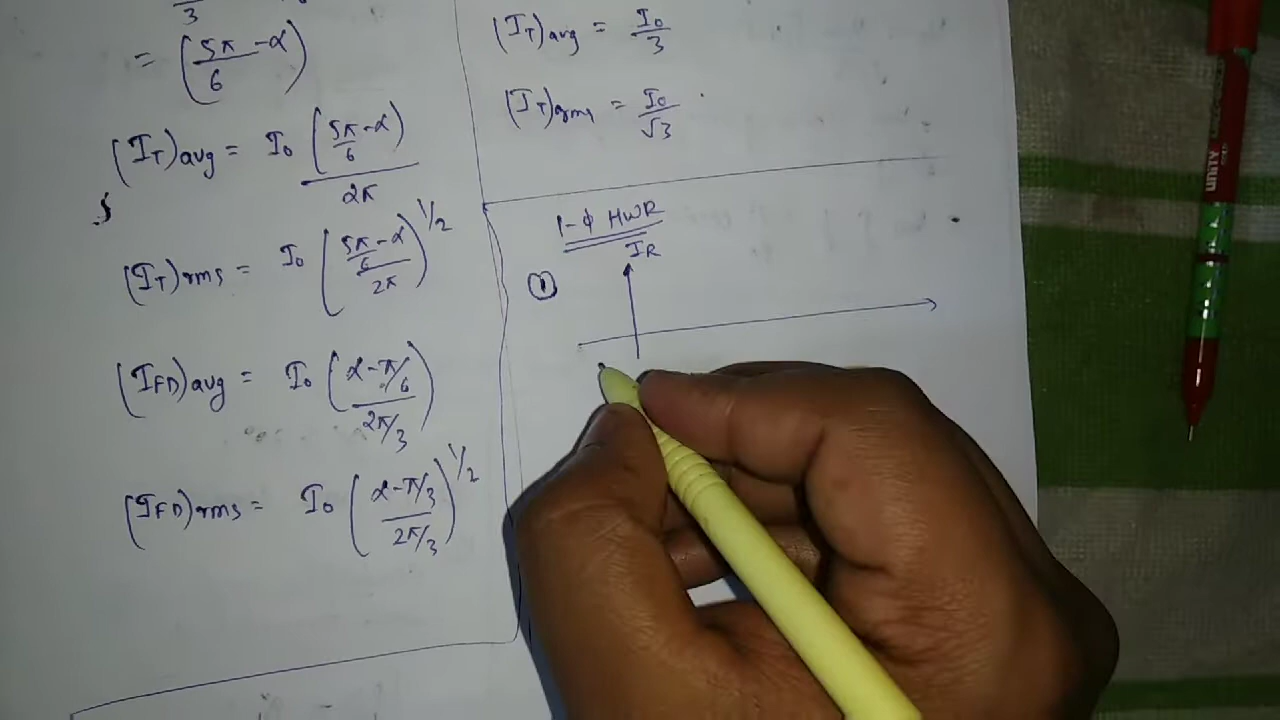 3
= (5π/6 - α)
(I_T)avg = I₀ (5π/6 - α) / 2π
(I_T)rms = I₀ ((5π/6 - α) / 2π)^1/2
(I_FD)avg = I₀ ((α - π/6) / 2π/3)
(I_FD)rms = I₀ ((α - π/3) / 2π/3)^1/2
(I_T)avg = I₀/3
(I_T)rms = I₀/√3
1-ϕ HWR
I_R
①
UNITY